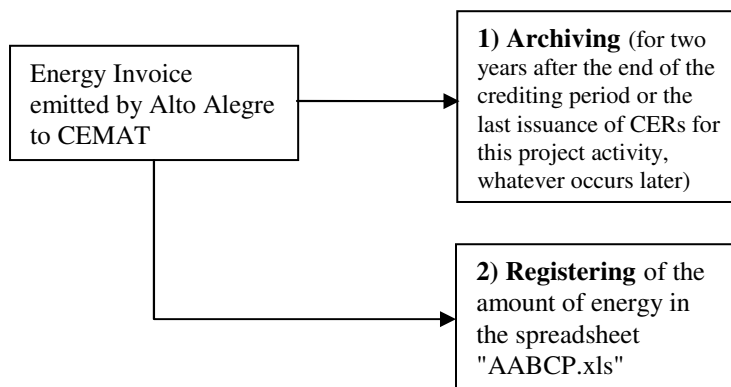 Energy Invoice
emitted by Alto Alegre
to CEMAT
1) Archiving (for two
years after the end of the
crediting period or the
last issuance of CERs for
this project activity,
whatever occurs later)
2) Registering of the
amount of energy in
the spreadsheet
"AABCP.xls"